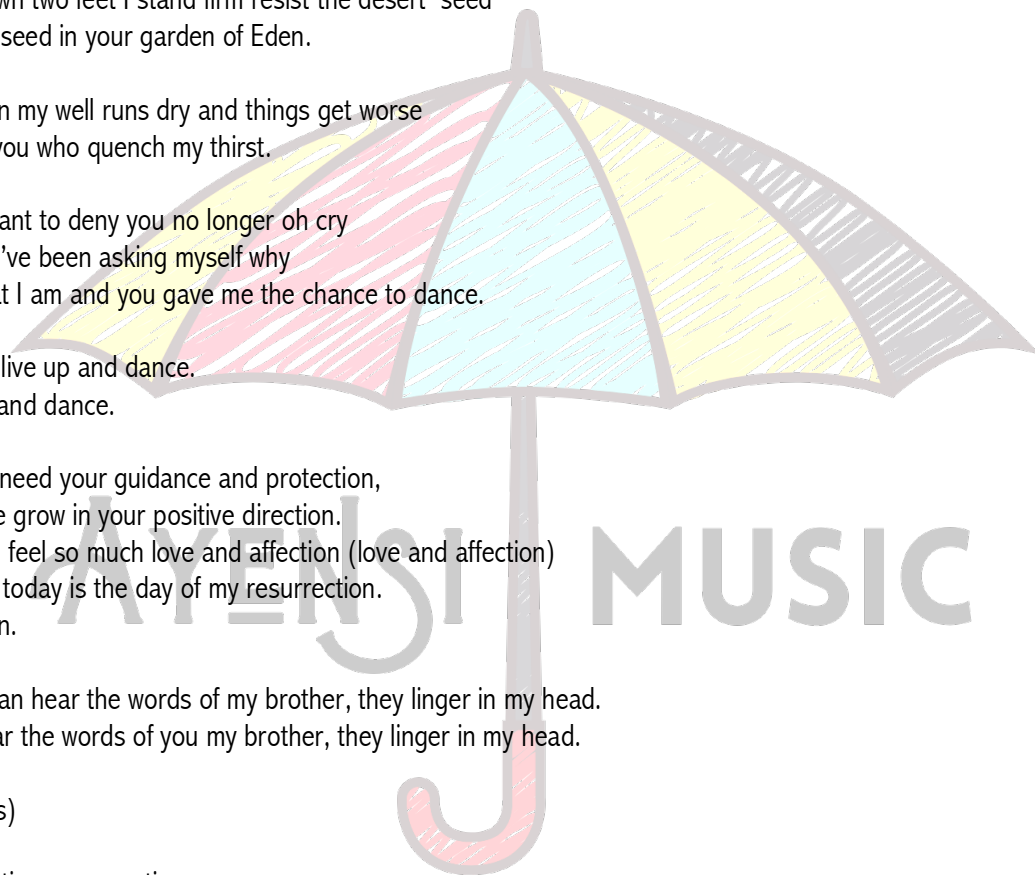 two feet I stand firm resist the desert seed
seed in your garden of Eden.
my well runs dry and things get worse
you who quench my thirst.
to deny you no longer oh cry
've been asking myself why
I am and you gave me the chance to dance.
live up and dance.
and dance.
need your guidance and protection,
grow in your positive direction.
feel so much love and affection (love and affection)
today is the day of my resurrection.
hear the words of my brother, they linger in my head.
the words of you my brother, they linger in my head.
AYENSI MUSIC